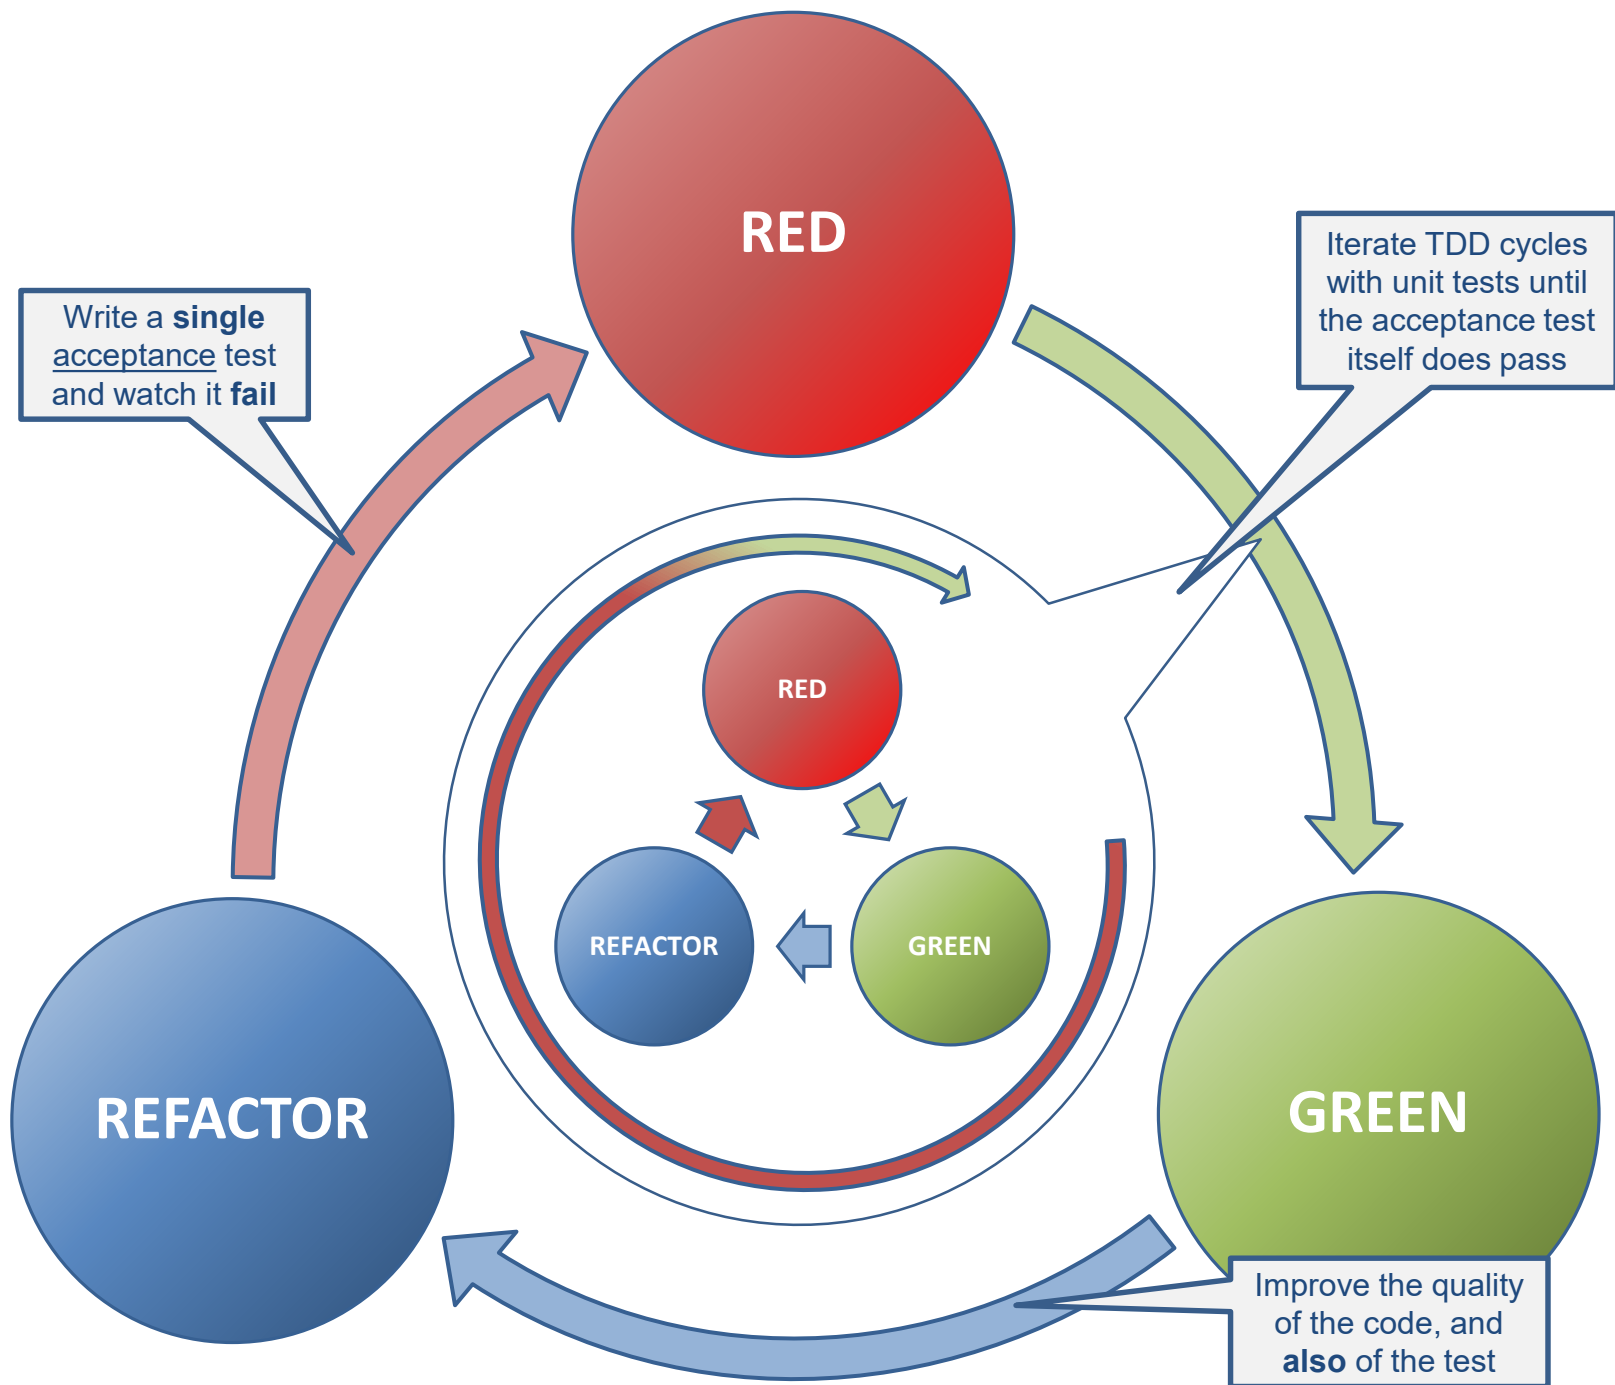 RED
Iterate TDD cycles
with unit tests until
the acceptance test
itself does pass
Write a single
acceptance test
and watch it fail
RED
REFACTOR
GREEN
REFACTOR
GREEN
Improve the quality
of the code, and
also of the test